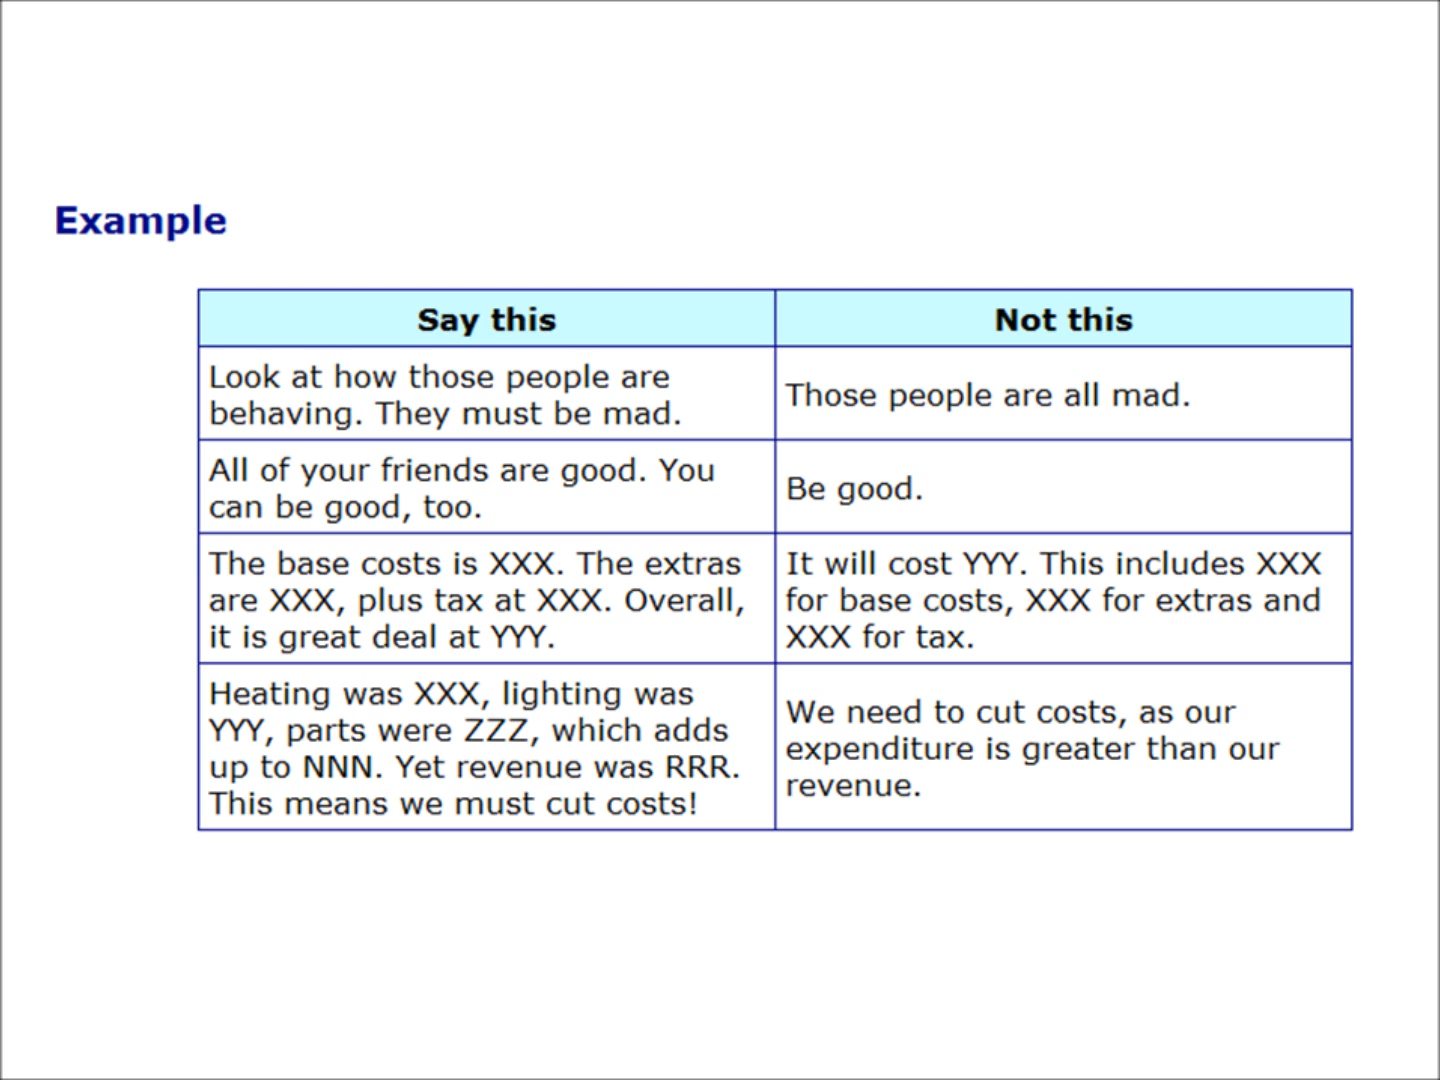 Example
Say this
Not this
Look at how those people are
behaving. They must be mad.
Those people are all mad.
All of your friends are good. You
can be good, too.
Be good.
The base costs is XXX. The extras
are XXX, plus tax at XXX. Overall,
it is great deal at YYY.
It will cost YYY. This includes XXX
for base costs, XXX for extras and
XXX for tax.
Heating was XXX, lighting was
YYY, parts were ZZZ, which adds
up to NNN. Yet revenue was RRR.
This means we must cut costs!
We need to cut costs, as our
expenditure is greater than our
revenue.